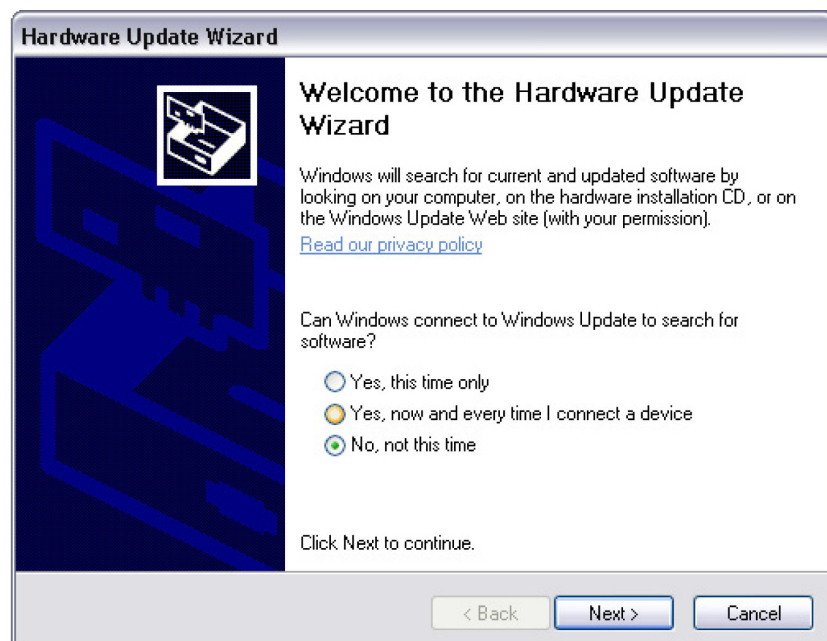 Hardware Update Wizard
Welcome to the Hardware Update
Wizard
Windows will search for current and updated software by
looking on your computer, on the hardware installation CD, or on
the Windows Update Web site (with your permission).
Read our privacy policy
Can Windows connect to Windows Update to search for
software?
Yes, this time only
Yes, now and every time I connect a device
No, not this time
Click Next to continue.
< Back
Next >
Cancel